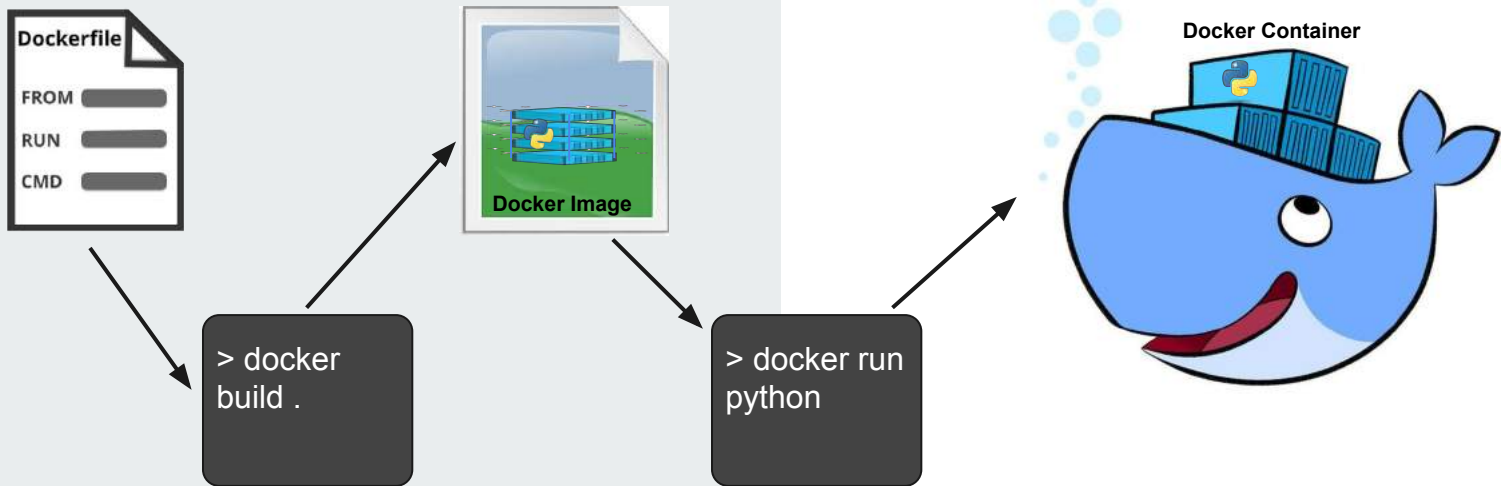 Dockerfile
FROM
RUN
CMD
> docker
build .
Docker Image
> docker run
python
Docker Container